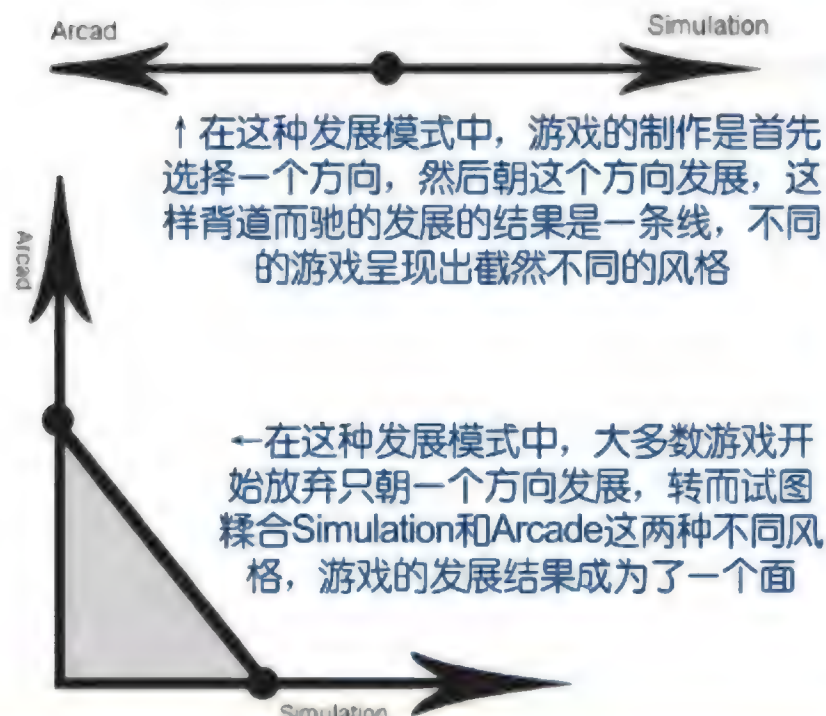 Arcad
Simulation
↑在这种发展模式中，游戏的制作是首先
选择一个方向，然后朝这个方向发展，这
样背道而驰的发展的结果是一条线，不同
的游戏呈现出截然不同的风格
Arcad
←在这种发展模式中，大多数游戏开
始放弃只朝一个方向发展，转而试图
糅合Simulation和Arcade这两种不同风
格，游戏的发展结果成为了一个面
Simulation